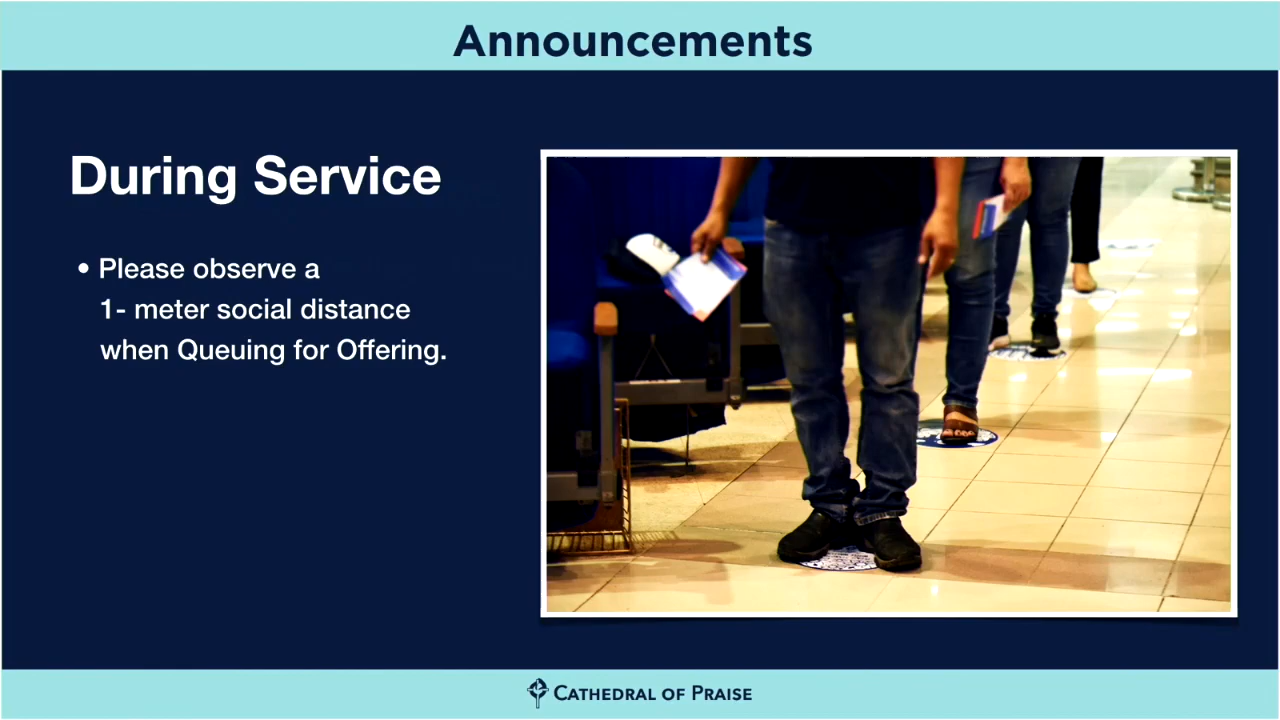 Announcements
During Service
• Please observe a
1- meter social distance
when Queuing for Offering.
CATHEDRAL OF PRAISE